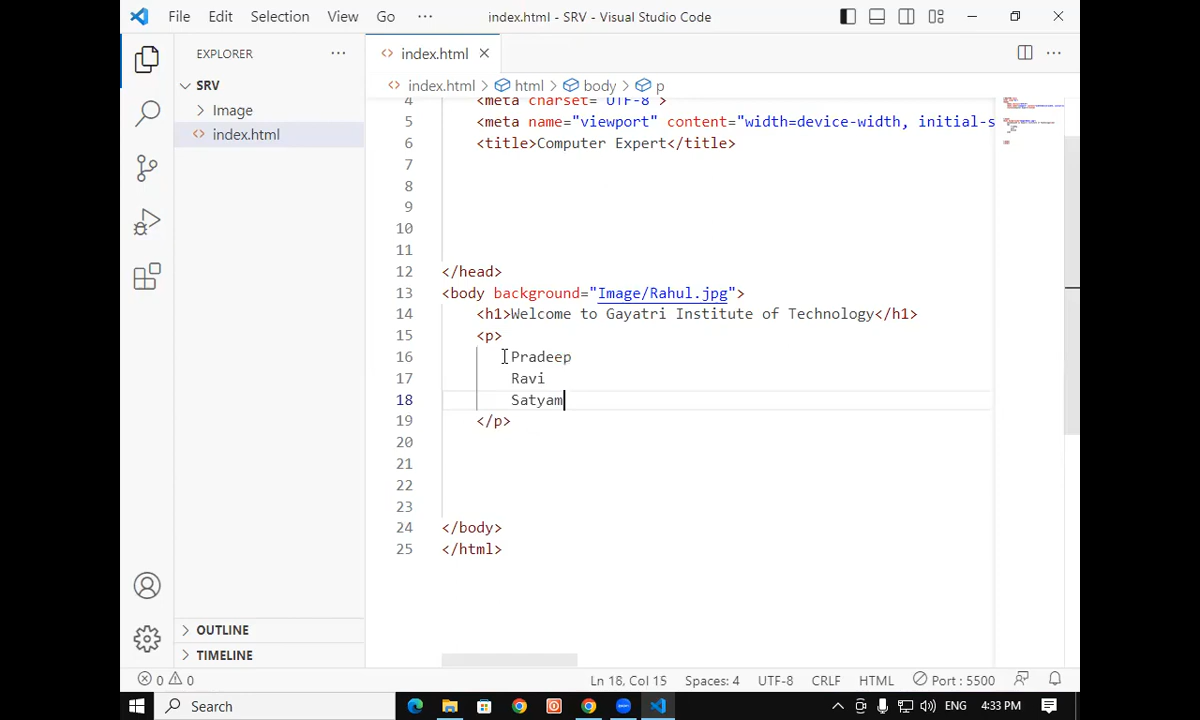 File Edit Selection View Go ··· index.html - SRV - Visual Studio Code
EXPLORER ···
SRV
Image
index.html
index.html
index.html > html > body > p
4 <meta charset="UTF-8">
5 <meta name="viewport" content="width=device-width, initial-s
6 <title>Computer Expert</title>
7
8
9
10
11
12 </head>
13 <body background="Image/Rahul.jpg">
14 <h1>Welcome to Gayatri Institute of Technology</h1>
15 <p>
16 Pradeep
17 Ravi
18 Satyam
19 </p>
20
21
22
23
24 </body>
25 </html>
OUTLINE
TIMELINE
0 0 Ln 18, Col 15 Spaces: 4 UTF-8 CRLF HTML Port : 5500
Search ENG 4:33 PM